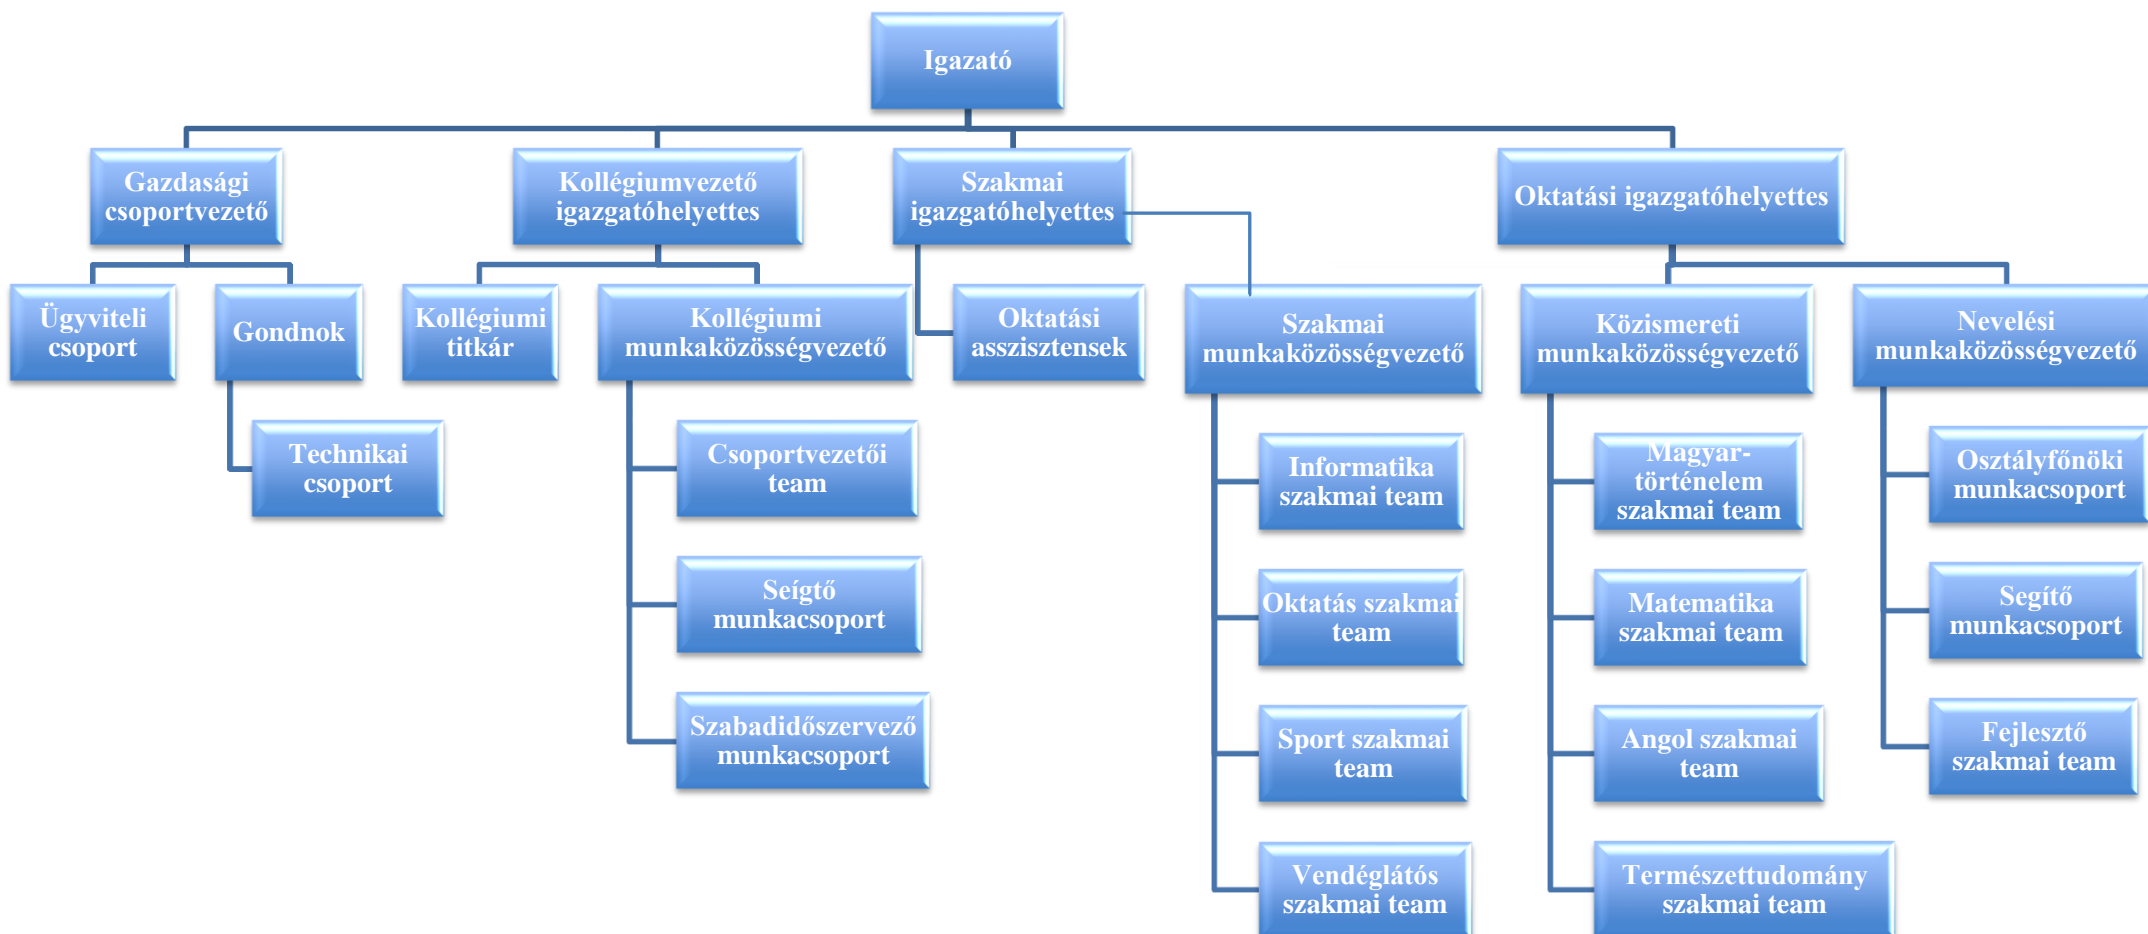 Igazató
Gazdasági
csoportvezető
Kollégiumvezető
igazgatóhelyettes
Szakmai
igazgatóhelyettes
Oktatási igazgatóhelyettes
Ügyviteli
csoport
Gondnok
Kollégiumi
titkár
Kollégiumi
munkaközösségvezető
Oktatási
asszisztensek
Szakmai
munkaközösségvezető
Közismereti
munkaközösségvezető
Nevelési
munkaközösségvezető
Technikai
csoport
Csoportvezetői
team
Seígtő
munkacsoport
Szabadidőszervező
munkacsoport
Informatika
szakmai team
Oktatás szakmai
team
Sport szakmai
team
Vendéglátós
szakmai team
Magyar-
történelem
szakmai team
Matematika
szakmai team
Angol szakmai
team
Természettudomány
szakmai team
Osztályfőnöki
munkacsoport
Segítő
munkacsoport
Fejlesztő
szakmai team